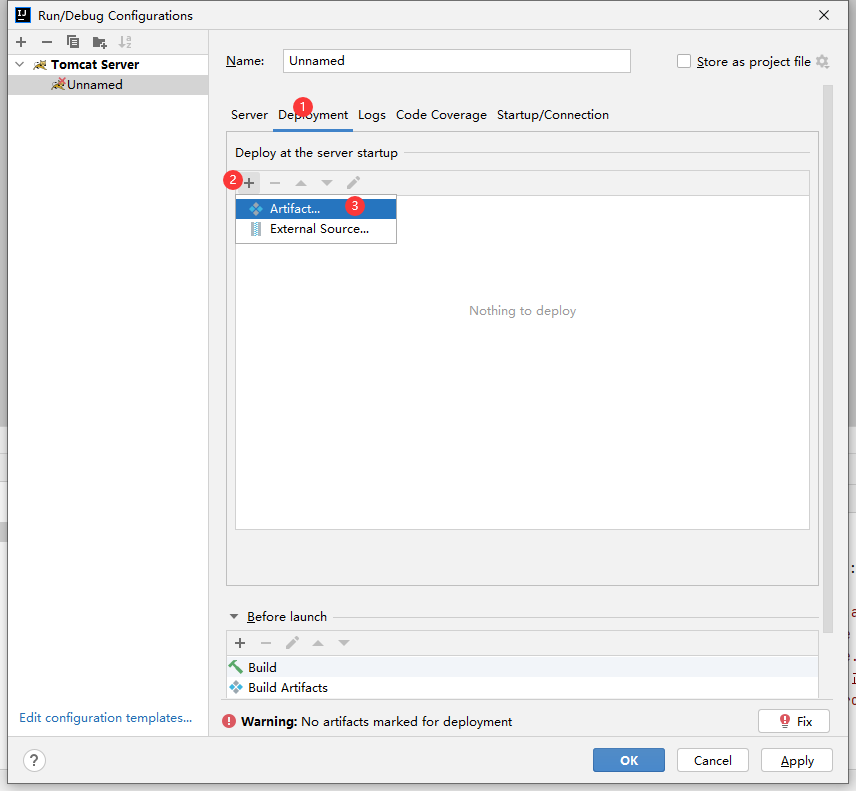 Run/Debug Configurations
Tomcat Server
Unnamed
Edit configuration templates...
Name: Unnamed Store as project file
Server Deployment Logs Code Coverage Startup/Connection
1
Deploy at the server startup
2
Artifact... 3
External Source...
Nothing to deploy
Before launch
Build
Build Artifacts
Warning: No artifacts marked for deployment Fix
? OK Cancel Apply